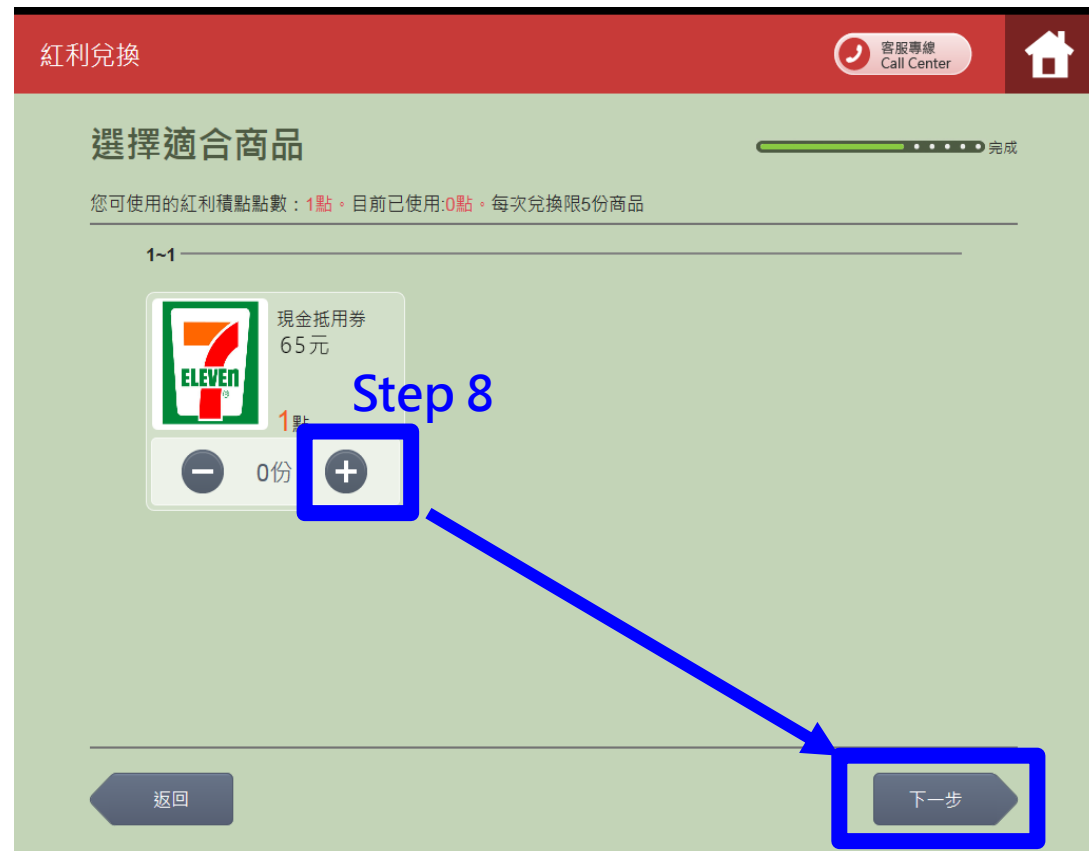 紅利兌換
客服專線
Call Center
選擇適合商品
完成
您可使用的紅利積點點數：1點。目前已使用:0點。每次兌換限5份商品
1~1
7
ELEVEn
®
現金抵用券
65元
1點
Step 8
0份
返回
下一步